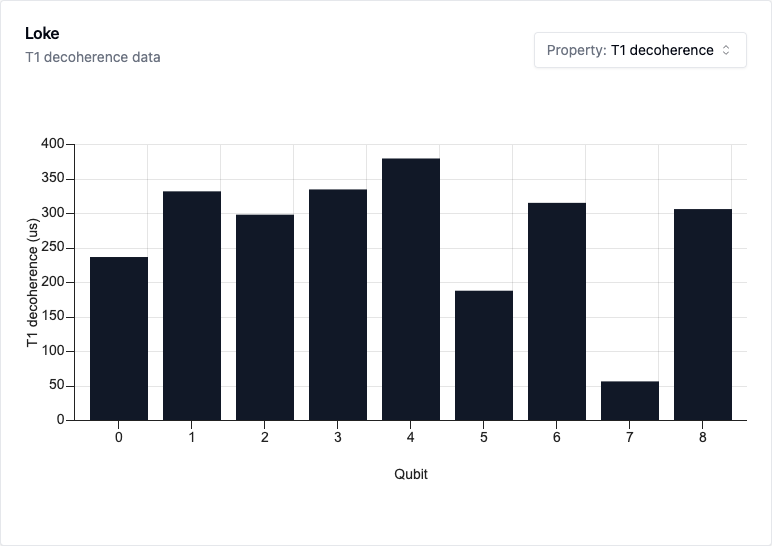 Loke
T1 decoherence data
Property: T1 decoherence
400
350
300
250
200
150
100
50
0
T1 decoherence (us)
0 1 2 3 4 5 6 7 8
Qubit